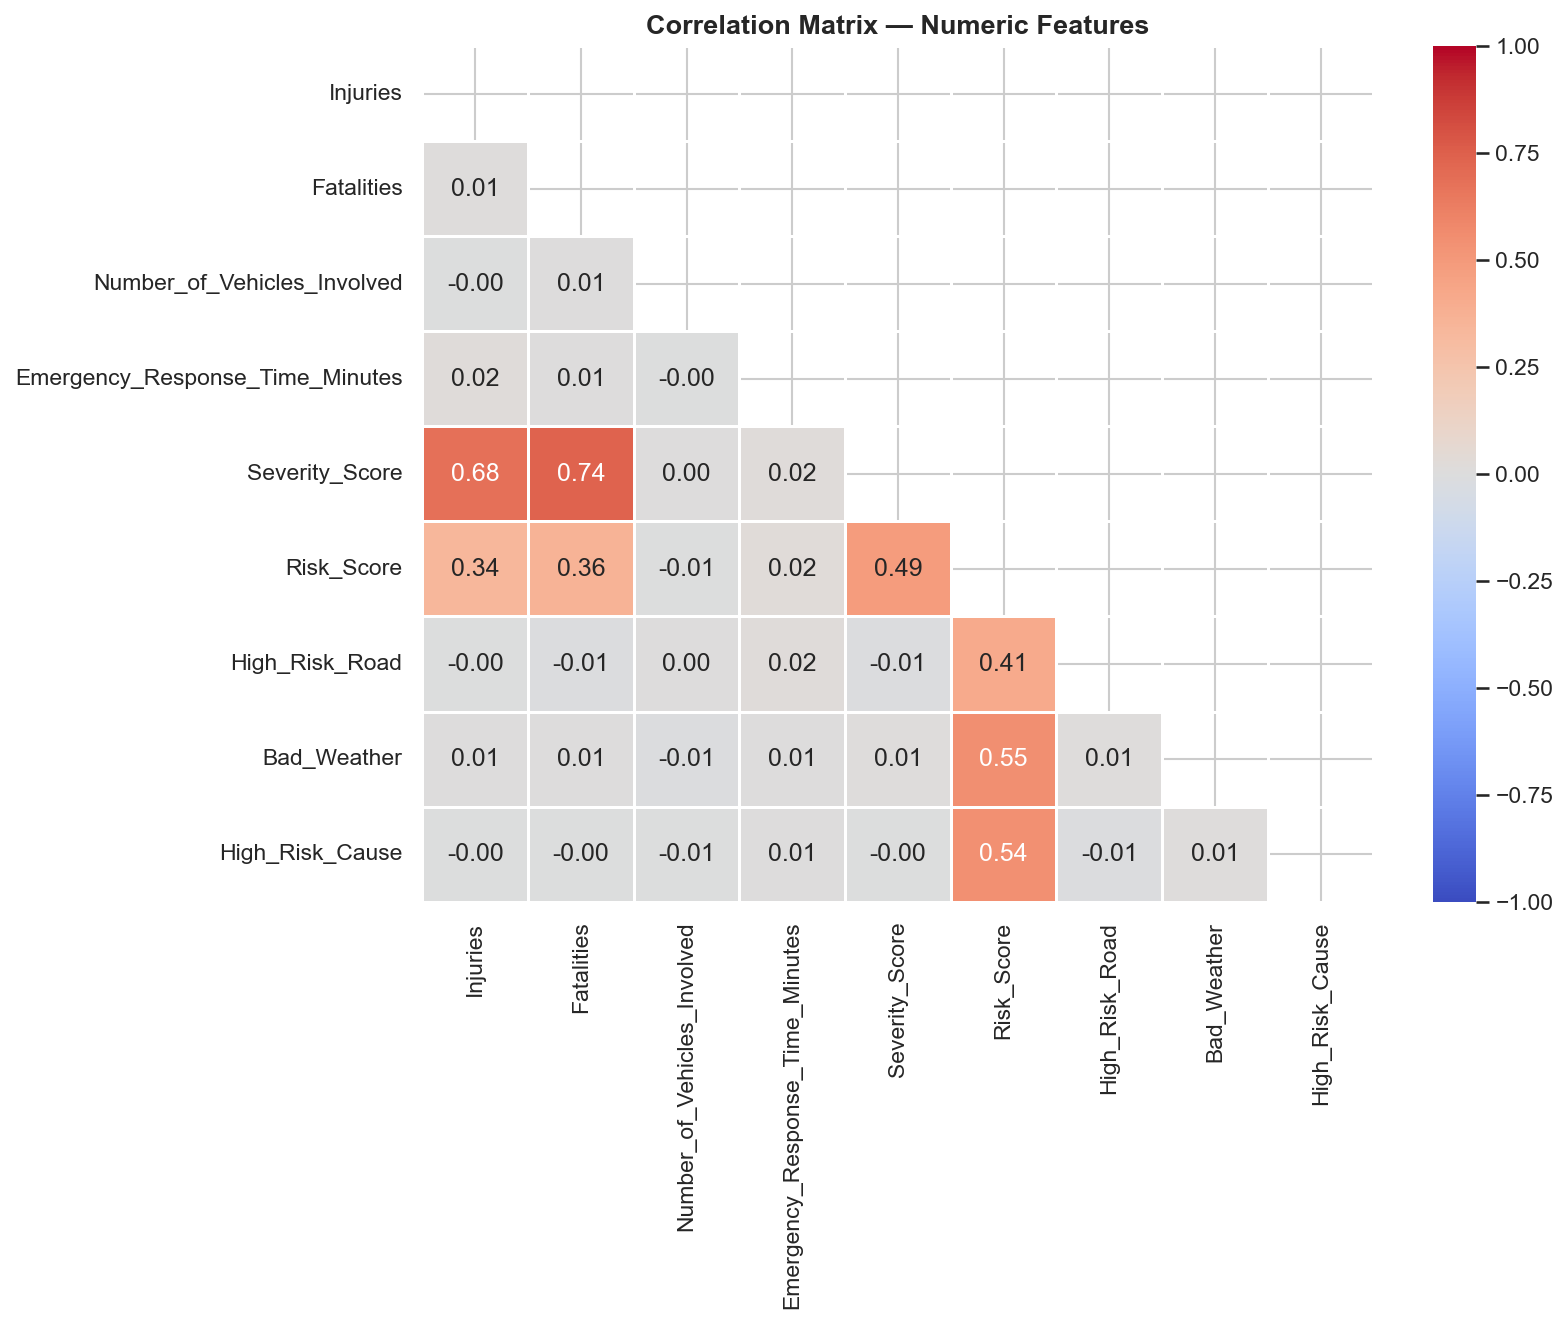 Correlation Matrix — Numeric Features
Injuries
Fatalities 0.01
Number_of_Vehicles_Involved -0.00 0.01
Emergency_Response_Time_Minutes 0.02 0.01 -0.00
Severity_Score 0.68 0.74 0.00 0.02
Risk_Score 0.34 0.36 -0.01 0.02 0.49
High_Risk_Road -0.00 -0.01 0.00 0.02 -0.01 0.41
Bad_Weather 0.01 0.01 -0.01 0.01 0.01 0.55 0.01
High_Risk_Cause -0.00 -0.00 -0.01 0.01 -0.00 0.54 -0.01 0.01
Injuries
Fatalities
Number_of_Vehicles_Involved
Emergency_Response_Time_Minutes
Severity_Score
Risk_Score
High_Risk_Road
Bad_Weather
High_Risk_Cause
1.00
0.75
0.50
0.25
0.00
−0.25
−0.50
−0.75
−1.00